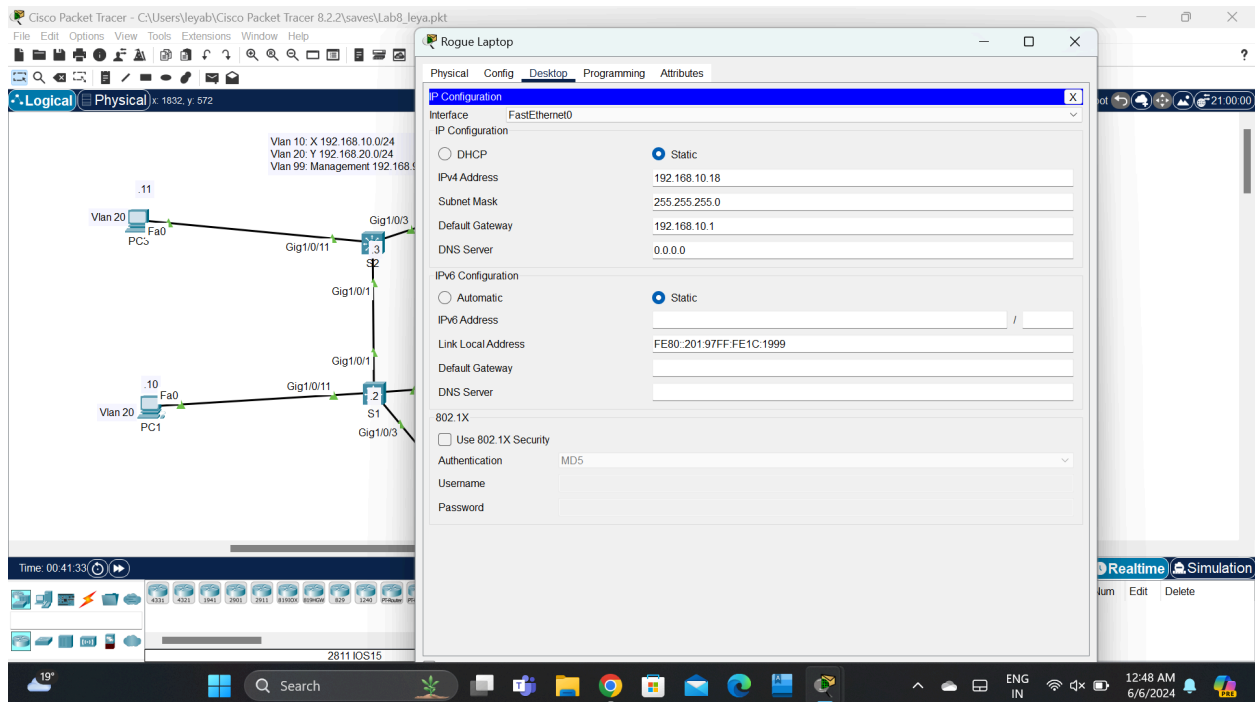 Cisco Packet Tracer - C:\Users\leyab\Cisco Packet Tracer 8.2.2\saves\Lab8_leya.pkt
File Edit Options View Tools Extensions Window Help
?
Logical Physical x: 1832, y: 572
21:00:00
Vlan 10: X 192.168.10.0/24
Vlan 20: Y 192.168.20.0/24
Vlan 99: Management 192.168.9
.11
Vlan 20
Fa0
PC3
Gig1/0/3
Gig1/0/11
.3
S2
Gig1/0/1
Gig1/0/1
.10
Fa0
Gig1/0/11
.2
Vlan 20
S1
PC1
Gig1/0/3
Rogue Laptop
Physical Config Desktop Programming Attributes
IP Configuration X
Interface FastEthernet0
IP Configuration
DHCP Static
IPv4 Address 192.168.10.18
Subnet Mask 255.255.255.0
Default Gateway 192.168.10.1
DNS Server 0.0.0.0
IPv6 Configuration
Automatic Static
IPv6 Address /
Link Local Address FE80::201:97FF:FE1C:1999
Default Gateway
DNS Server
802.1X
Use 802.1X Security
Authentication MD5
Username
Password
Time: 00:41:33
Realtime Simulation
Num Edit Delete
4331 4321 1941 2901 2911 819IOX 819HGW 829 1240 PT-Router
2811 IOS15
19°
Search
ENG
IN
12:48 AM
6/6/2024
PRE